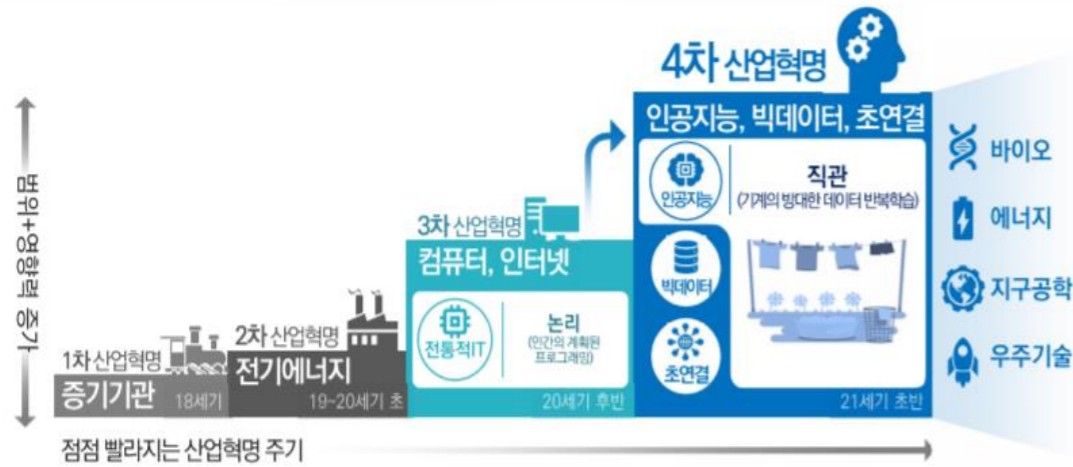 4차 산업혁명
인공지능, 빅데이터, 초연결
인공지능
직관
(기계의 방대한 데이터 반복학습)
빅데이터
초연결
21세기 초반
3차 산업혁명
컴퓨터, 인터넷
전통적IT
논리
(인간의 계획된
프로그래밍)
20세기 후반
2차 산업혁명
전기에너지
19~20세기 초
1차 산업혁명
증기기관
18세기
바이오
에너지
지구공학
우주기술
범위+영향력 증가
점점 빨라지는 산업혁명 주기